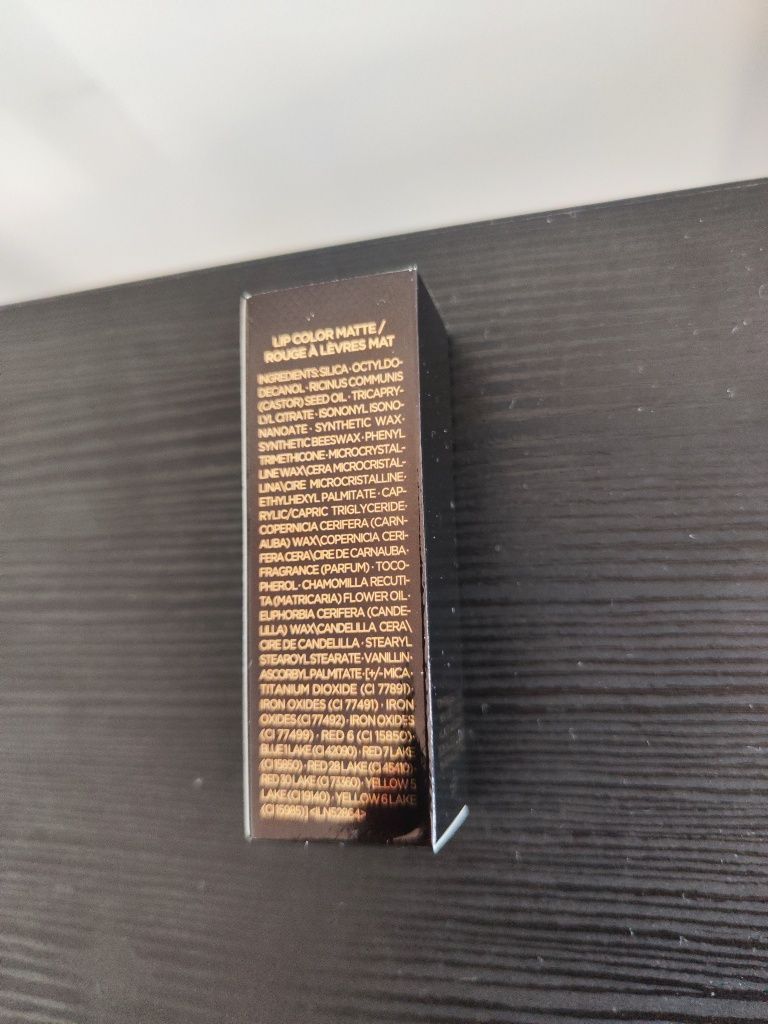 LIP COLOR MATTE /
ROUGE À LÈVRES MAT
INGREDIENTS: SILICA · OCTYLDO-
DECANOL · RICINUS COMMUNIS
(CASTOR) SEED OIL · TRICAPRY-
LYL CITRATE · ISONONYL ISONO-
NANOATE · SYNTHETIC WAX ·
SYNTHETIC BEESWAX · PHENYL
TRIMETHICONE · MICROCRYSTAL-
LINE WAX\CERA MICROCRISTAL-
LINA\CIRE MICROCRISTALLINE ·
ETHYLHEXYL PALMITATE · CAP-
RYLIC/CAPRIC TRIGLYCERIDE ·
COPERNICIA CERIFERA (CARN-
AUBA) WAX\COPERNICIA CERI-
FERA CERA\CIRE DE CARNAUBA ·
FRAGRANCE (PARFUM) · TOCO-
PHEROL · CHAMOMILLA RECUTI-
TA (MATRICARIA) FLOWER OIL ·
EUPHORBIA CERIFERA (CANDE-
LILLA) WAX\CANDELILLA CERA\
CIRE DE CANDELILLA · STEARYL
STEAROYL STEARATE · VANILLIN ·
ASCORBYL PALMITATE · [+/- MICA ·
TITANIUM DIOXIDE (CI 77891) ·
IRON OXIDES (CI 77491) · IRON
OXIDES (CI 77492) · IRON OXIDES
(CI 77499) · RED 6 (CI 15850) ·
BLUE 1 LAKE (CI 42090) · RED 7 LAKE
(CI 15850) · RED 28 LAKE (CI 45410) ·
RED 30 LAKE (CI 73360) · YELLOW 5
LAKE (CI 19140) · YELLOW 6 LAKE
(CI 15985)] <ILN52864>